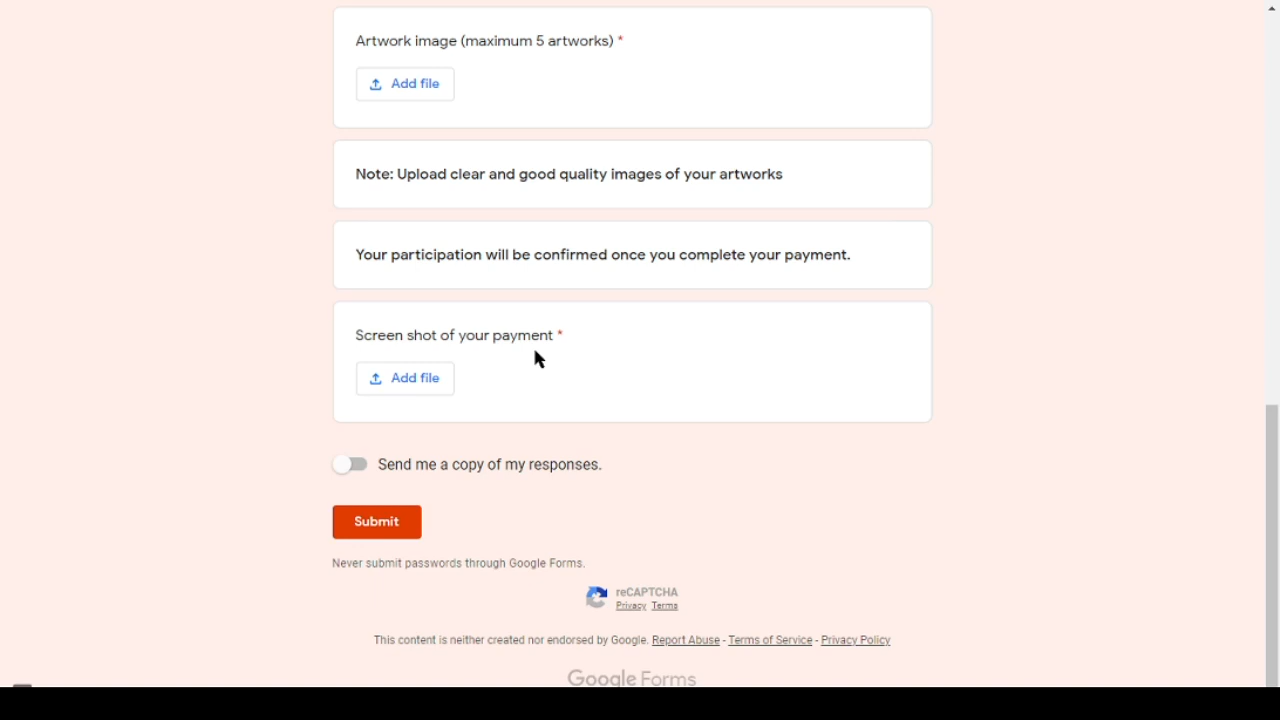 Artwork image (maximum 5 artworks) *
Add file
Note: Upload clear and good quality images of your artworks
Your participation will be confirmed once you complete your payment.
Screen shot of your payment *
Add file
Send me a copy of my responses.
Submit
Never submit passwords through Google Forms.
reCAPTCHA
Privacy Terms
This content is neither created nor endorsed by Google. Report Abuse - Terms of Service - Privacy Policy
Google Forms